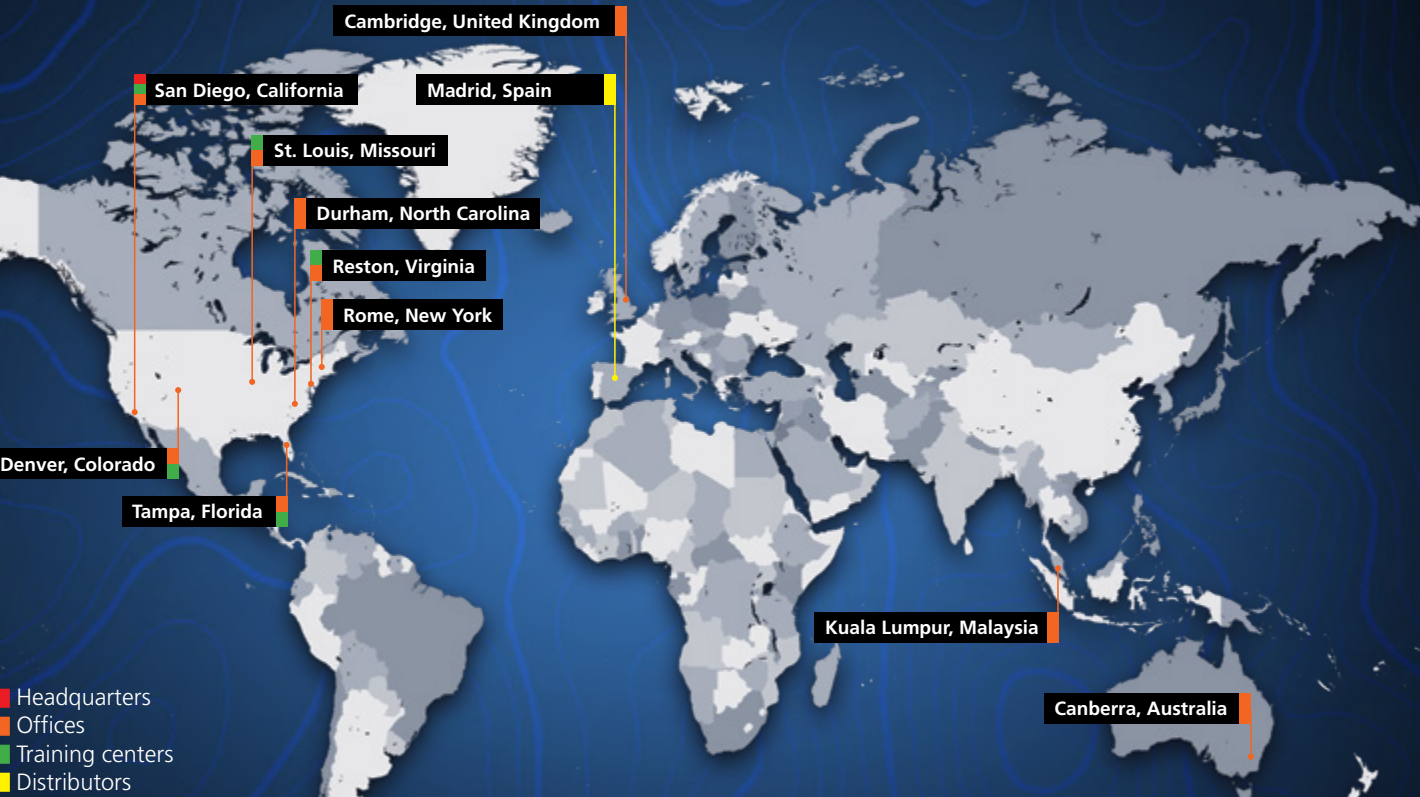 Cambridge, United Kingdom
San Diego, California
Madrid, Spain
St. Louis, Missouri
Durham, North Carolina
Reston, Virginia
Rome, New York
Denver, Colorado
Tampa, Florida
Kuala Lumpur, Malaysia
Canberra, Australia
Headquarters
Offices
Training centers
Distributors